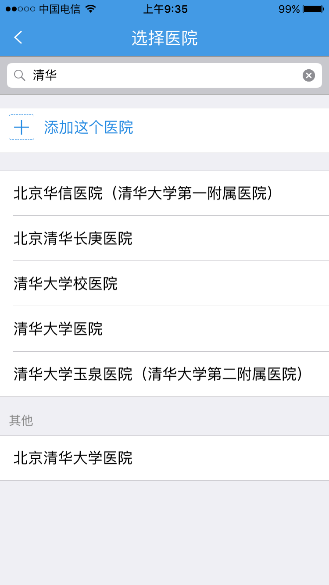 中国电信 上午9:35 99%
选择医院
清华
添加这个医院
北京华信医院（清华大学第一附属医院）
北京清华长庚医院
清华大学校医院
清华大学医院
清华大学玉泉医院（清华大学第二附属医院）
其他
北京清华大学医院